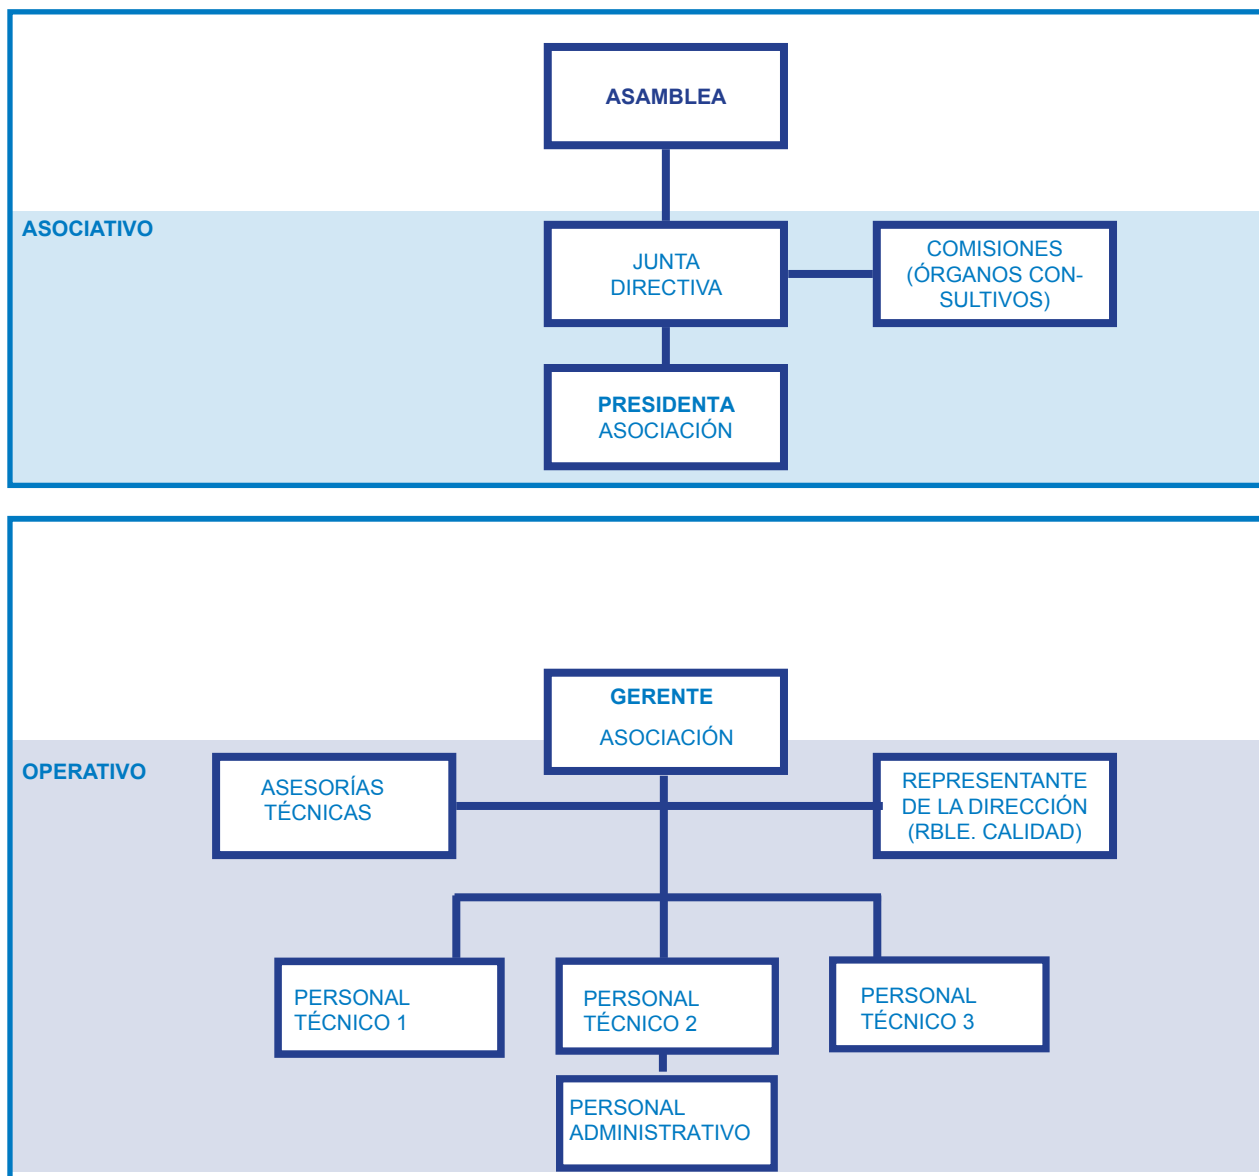 ASAMBLEA
ASOCIATIVO
JUNTA
DIRECTIVA
COMISIONES
(ÓRGANOS CON-
SULTIVOS)
PRESIDENTA
ASOCIACIÓN
GERENTE
ASOCIACIÓN
OPERATIVO
ASESORÍAS
TÉCNICAS
REPRESENTANTE
DE LA DIRECCIÓN
(RBLE. CALIDAD)
PERSONAL
TÉCNICO 1
PERSONAL
TÉCNICO 2
PERSONAL
TÉCNICO 3
PERSONAL
ADMINISTRATIVO